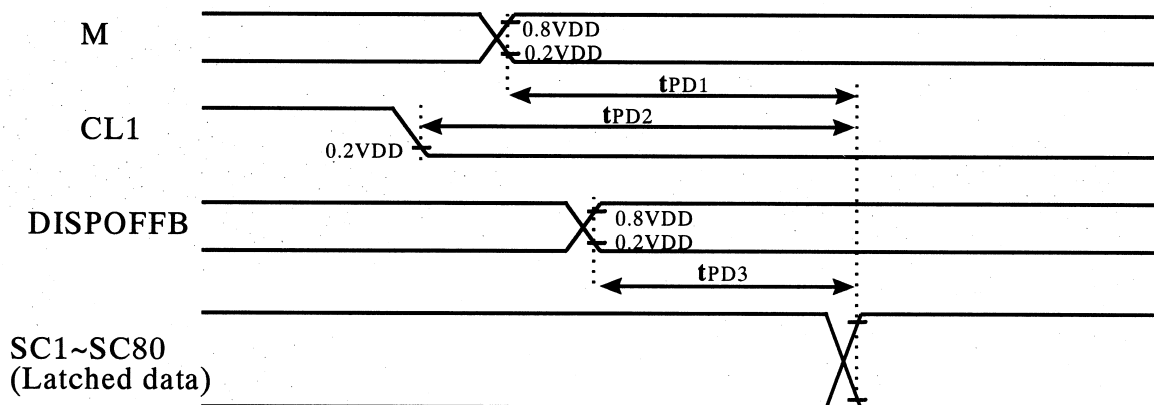 M
0.8VDD
0.2VDD
tPD1
CL1
tPD2
0.2VDD
DISPOFFB
0.8VDD
0.2VDD
tPD3
SC1~SC80
(Latched data)